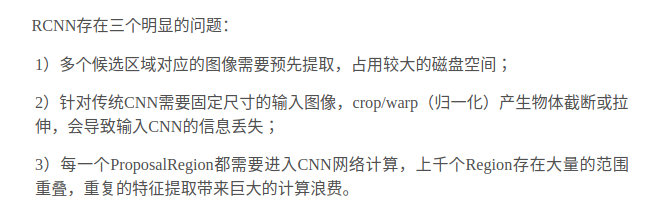 RCNN存在三个明显的问题：
1）多个候选区域对应的图像需要预先提取，占用较大的磁盘空间；
2）针对传统CNN需要固定尺寸的输入图像，crop/warp（归一化）产生物体截断或拉
伸，会导致输入CNN的信息丢失；
3）每一个ProposalRegion都需要进入CNN网络计算，上千个Region存在大量的范围
重叠，重复的特征提取带来巨大的计算浪费。